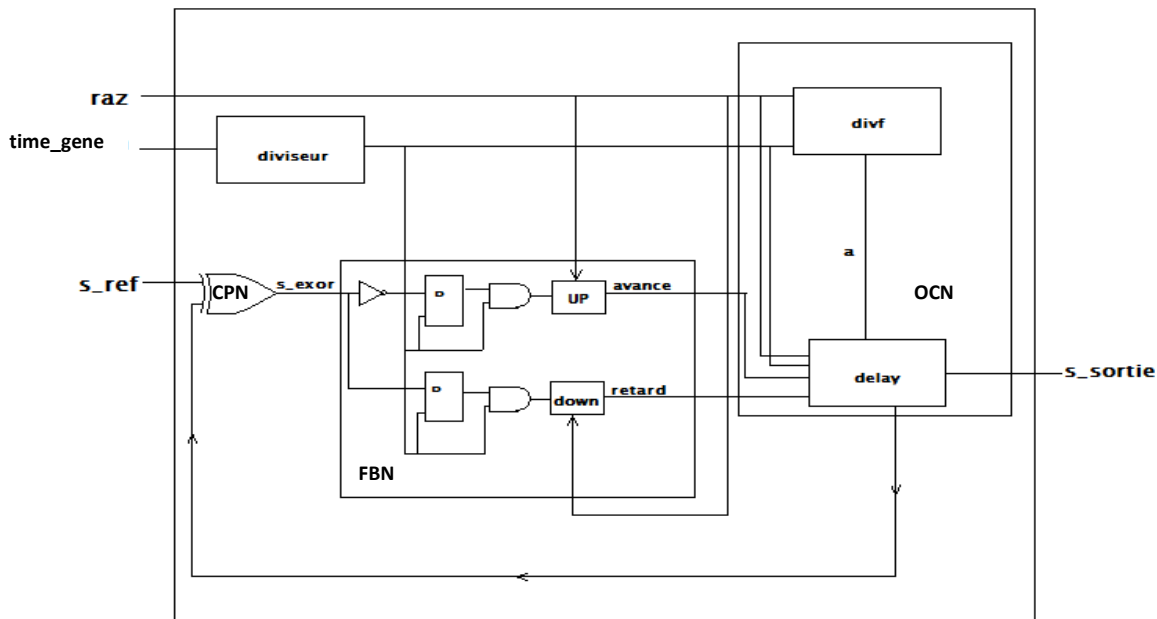 raz
divf
time_gene
diviseur
a
s_ref
CPN
s_exor
D
UP
avance
OCN
D
down
retard
delay
s_sortie
FBN